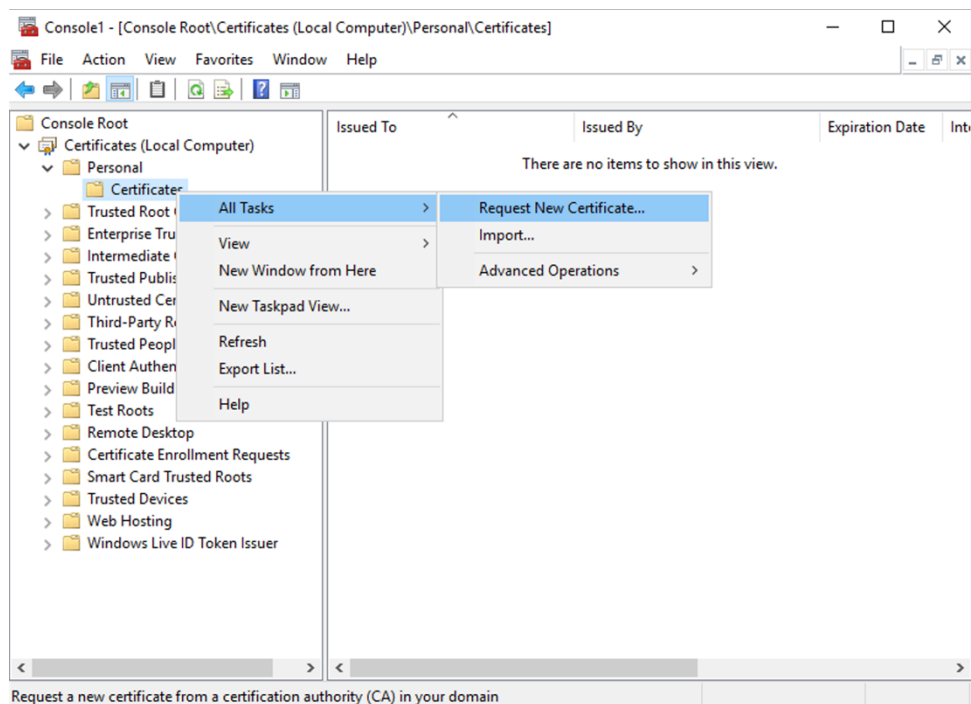 Console1 - [Console Root\Certificates (Local Computer)\Personal\Certificates]
File Action View Favorites Window Help
Console Root
Certificates (Local Computer)
Personal
Certificates
Trusted Root
Enterprise Tru
Intermediate
Trusted Publis
Untrusted Cer
Third-Party R
Trusted Peopl
Client Authen
Preview Build
Test Roots
Remote Desktop
Certificate Enrollment Requests
Smart Card Trusted Roots
Trusted Devices
Web Hosting
Windows Live ID Token Issuer
All Tasks
View
New Window from Here
New Taskpad View...
Refresh
Export List...
Help
Request New Certificate...
Import...
Advanced Operations
Issued To Issued By Expiration Date Int
There are no items to show in this view.
Request a new certificate from a certification authority (CA) in your domain